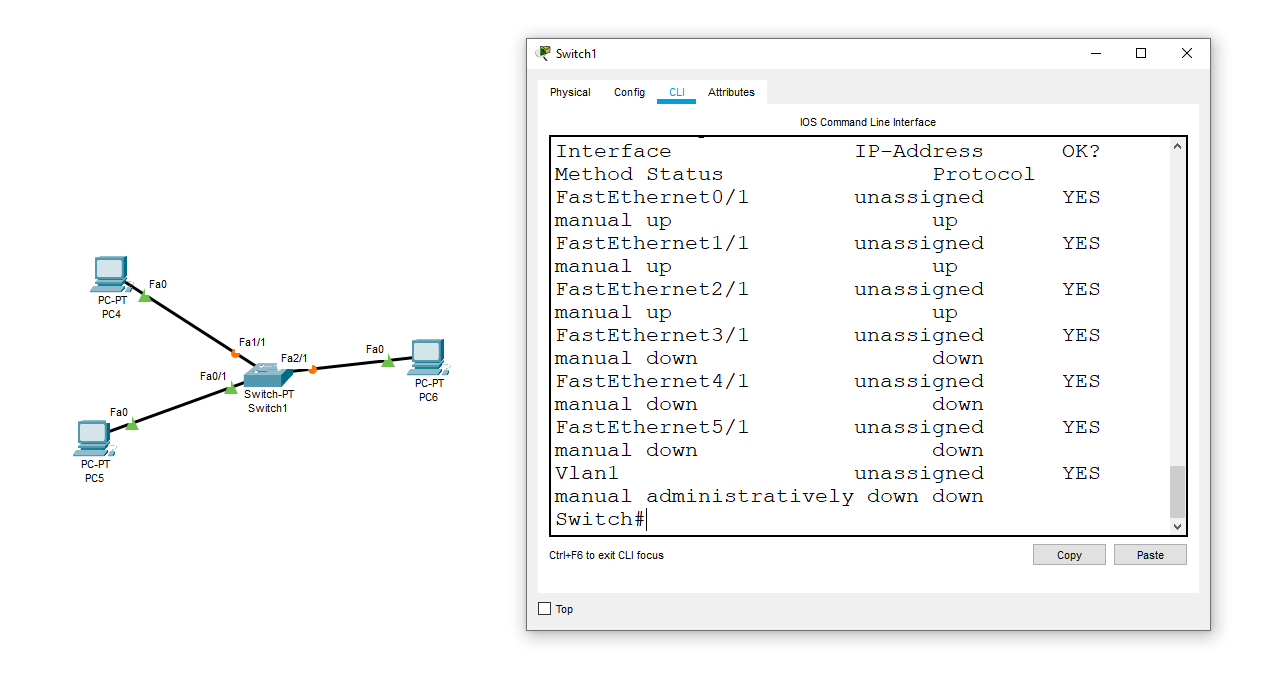 Fa0
PC-PT
PC4
Fa1/1
Fa2/1
Fa0
Fa0/1
Switch-PT
Switch1
PC-PT
PC6
Fa0
PC-PT
PC5
Switch1
Physical Config CLI Attributes
IOS Command Line Interface
Interface IP-Address OK?
Method Status Protocol
FastEthernet0/1 unassigned YES
manual up up
FastEthernet1/1 unassigned YES
manual up up
FastEthernet2/1 unassigned YES
manual up up
FastEthernet3/1 unassigned YES
manual down down
FastEthernet4/1 unassigned YES
manual down down
FastEthernet5/1 unassigned YES
manual down down
Vlan1 unassigned YES
manual administratively down down
Switch#
Ctrl+F6 to exit CLI focus
Copy Paste
Top